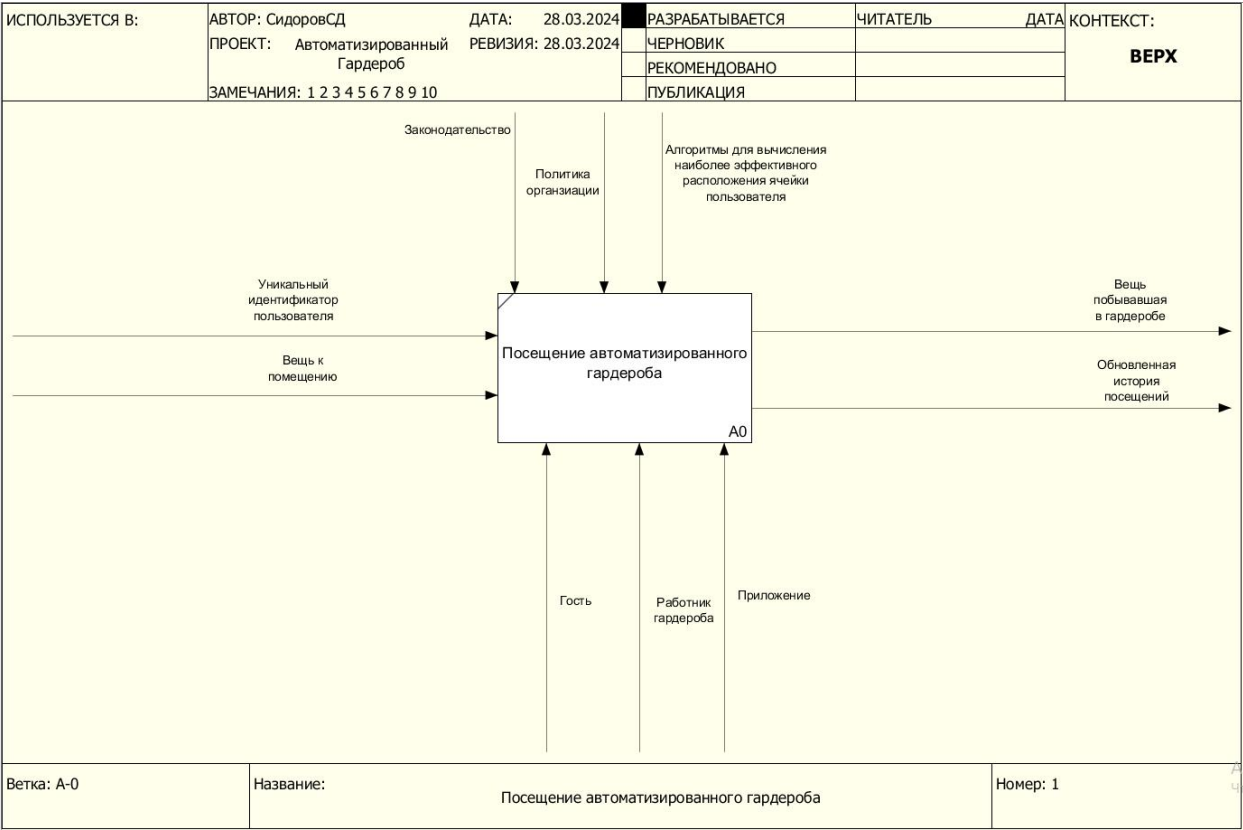 ИСПОЛЬЗУЕТСЯ В:
АВТОР: СидоровСД
ДАТА: 28.03.2024
ПРОЕКТ: Автоматизированный
Гардероб
РЕВИЗИЯ: 28.03.2024
ЗАМЕЧАНИЯ: 1 2 3 4 5 6 7 8 9 10
РАЗРАБАТЫВАЕТСЯ
ЧЕРНОВИК
РЕКОМЕНДОВАНО
ПУБЛИКАЦИЯ
ЧИТАТЕЛЬ
ДАТА
КОНТЕКСТ:
ВЕРХ
Законодательство
Политика
органзиации
Алгоритмы для вычисления
наиболее эффективного
расположения ячейки
пользователя
Уникальный
идентификатор
пользователя
Вещь к
помещению
Посещение автоматизированного
гардероба
A0
Вещь
побывавшая
в гардеробе
Обновленная
история
посещений
Гость
Работник
гардероба
Приложение
Ветка: A-0
Название:
Посещение автоматизированного гардероба
Номер: 1